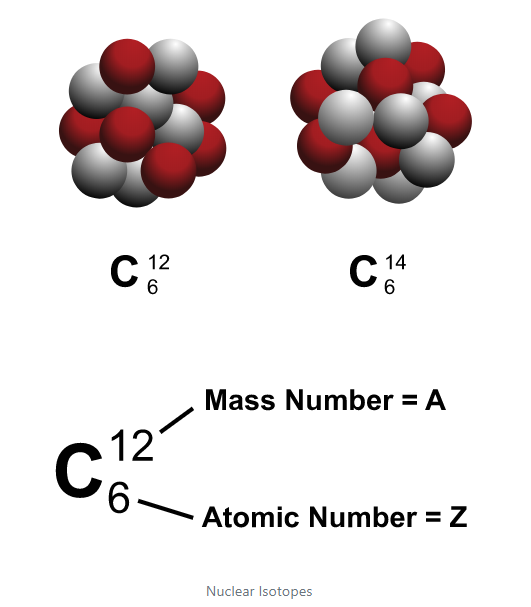 C 12 6
C 14 6
Mass Number = A
C 12 6
Atomic Number = Z
Nuclear Isotopes